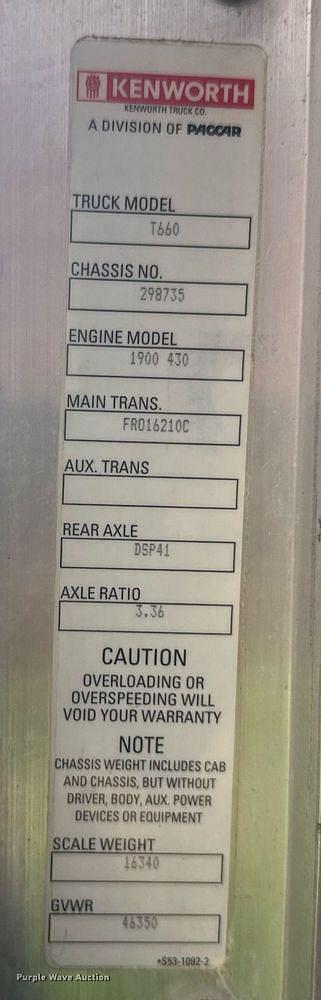 KENWORTH
KENWORTH TRUCK CO.
A DIVISION OF PACCAR
TRUCK MODEL
T660
CHASSIS NO.
298735
ENGINE MODEL
1900 430
MAIN TRANS.
FRO16210C
AUX. TRANS
REAR AXLE
DSP41
AXLE RATIO
3.36
CAUTION
OVERLOADING OR
OVERSPEEDING WILL
VOID YOUR WARRANTY
NOTE
CHASSIS WEIGHT INCLUDES CAB
AND CHASSIS, BUT WITHOUT
DRIVER, BODY, AUX. POWER
DEVICES OR EQUIPMENT
SCALE WEIGHT
16340
GVWR
46350
*S53-1092-2
Purple Wave Auction